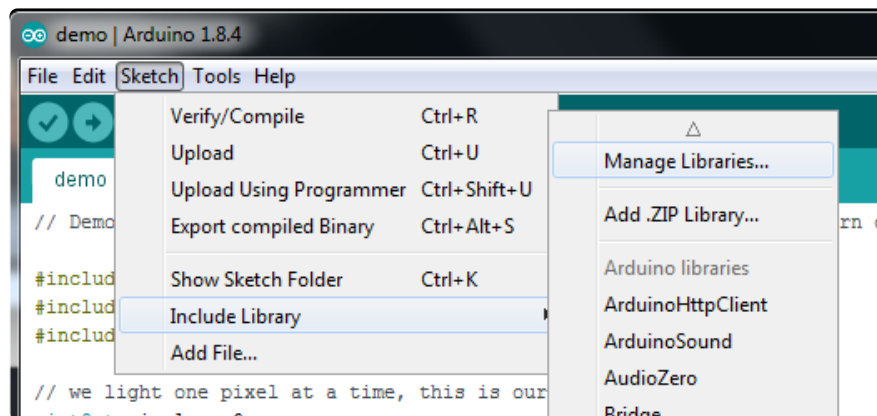 demo | Arduino 1.8.4
File Edit Sketch Tools Help
Verify/Compile Ctrl+R
Upload Ctrl+U
Upload Using Programmer Ctrl+Shift+U
Export compiled Binary Ctrl+Alt+S
Show Sketch Folder Ctrl+K
Include Library
Add File...
Manage Libraries...
Add .ZIP Library...
Arduino libraries
ArduinoHttpClient
ArduinoSound
AudioZero
Bridge
demo
// Demo
#includ
#includ
#includ
// we light one pixel at a time, this is our